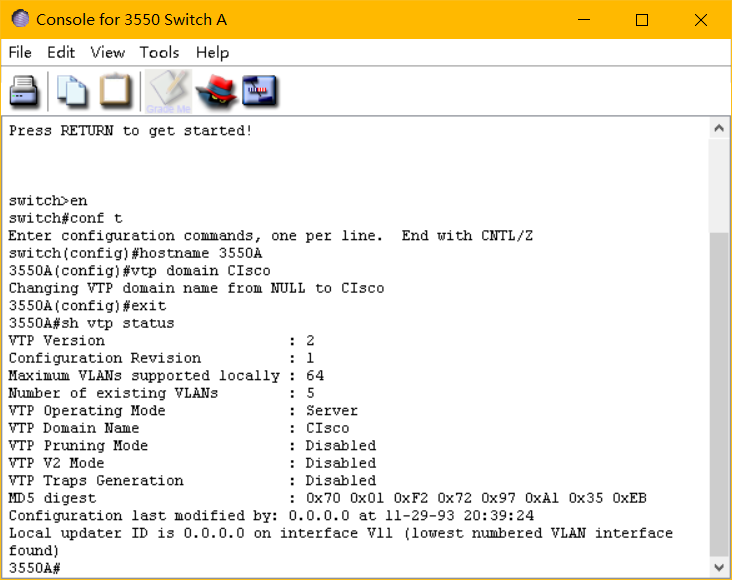 Console for 3550 Switch A
File Edit View Tools Help
Grade Me
Press RETURN to get started!
switch>en
switch#conf t
Enter configuration commands, one per line.  End with CNTL/Z
switch(config)#hostname 3550A
3550A(config)#vtp domain CIsco
Changing VTP domain name from NULL to CIsco
3550A(config)#exit
3550A#sh vtp status
VTP Version                     : 2
Configuration Revision          : 1
Maximum VLANs supported locally : 64
Number of existing VLANs        : 5
VTP Operating Mode              : Server
VTP Domain Name                 : CIsco
VTP Pruning Mode                : Disabled
VTP V2 Mode                     : Disabled
VTP Traps Generation            : Disabled
MD5 digest                      : 0x70 0x01 0xF2 0x72 0x97 0xA1 0x35 0xEB
Configuration last modified by: 0.0.0.0 at 11-29-93 20:39:24
Local updater ID is 0.0.0.0 on interface Vl1 (lowest numbered VLAN interface
found)
3550A#